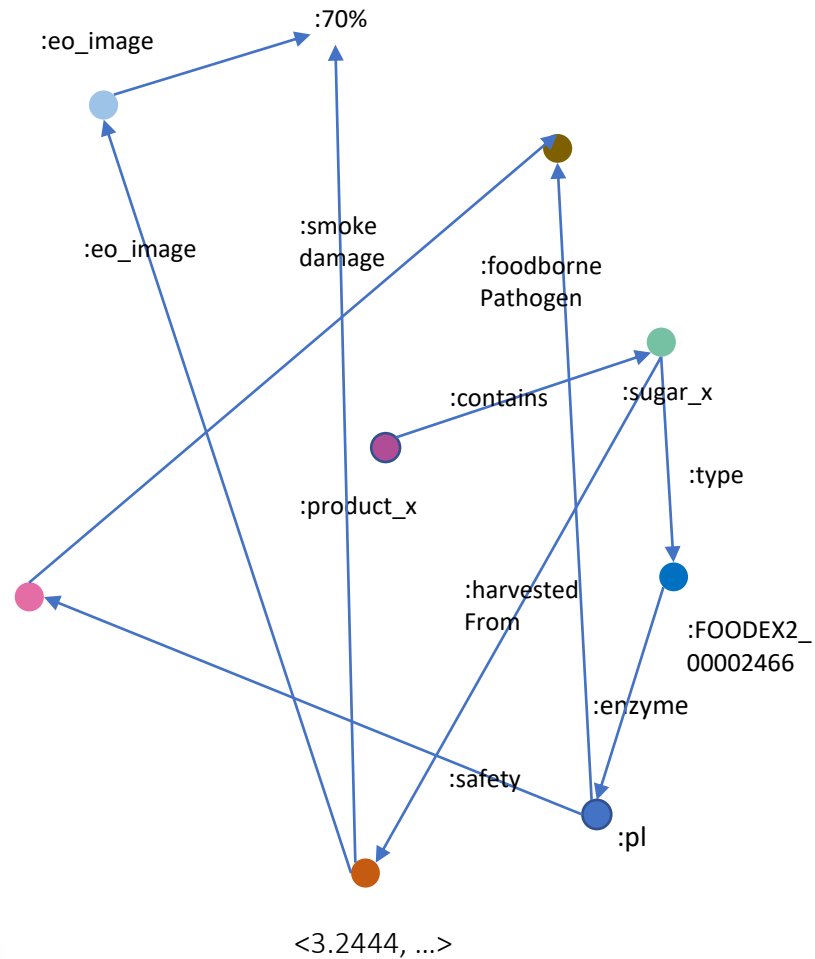 :70%
:eo_image
:smoke
damage
:eo_image
:foodborne
Pathogen
:contains
:sugar_x
:type
:product_x
:harvested
From
:FOODEX2_
00002466
:enzyme
:safety
:pl
<3.2444, ...>